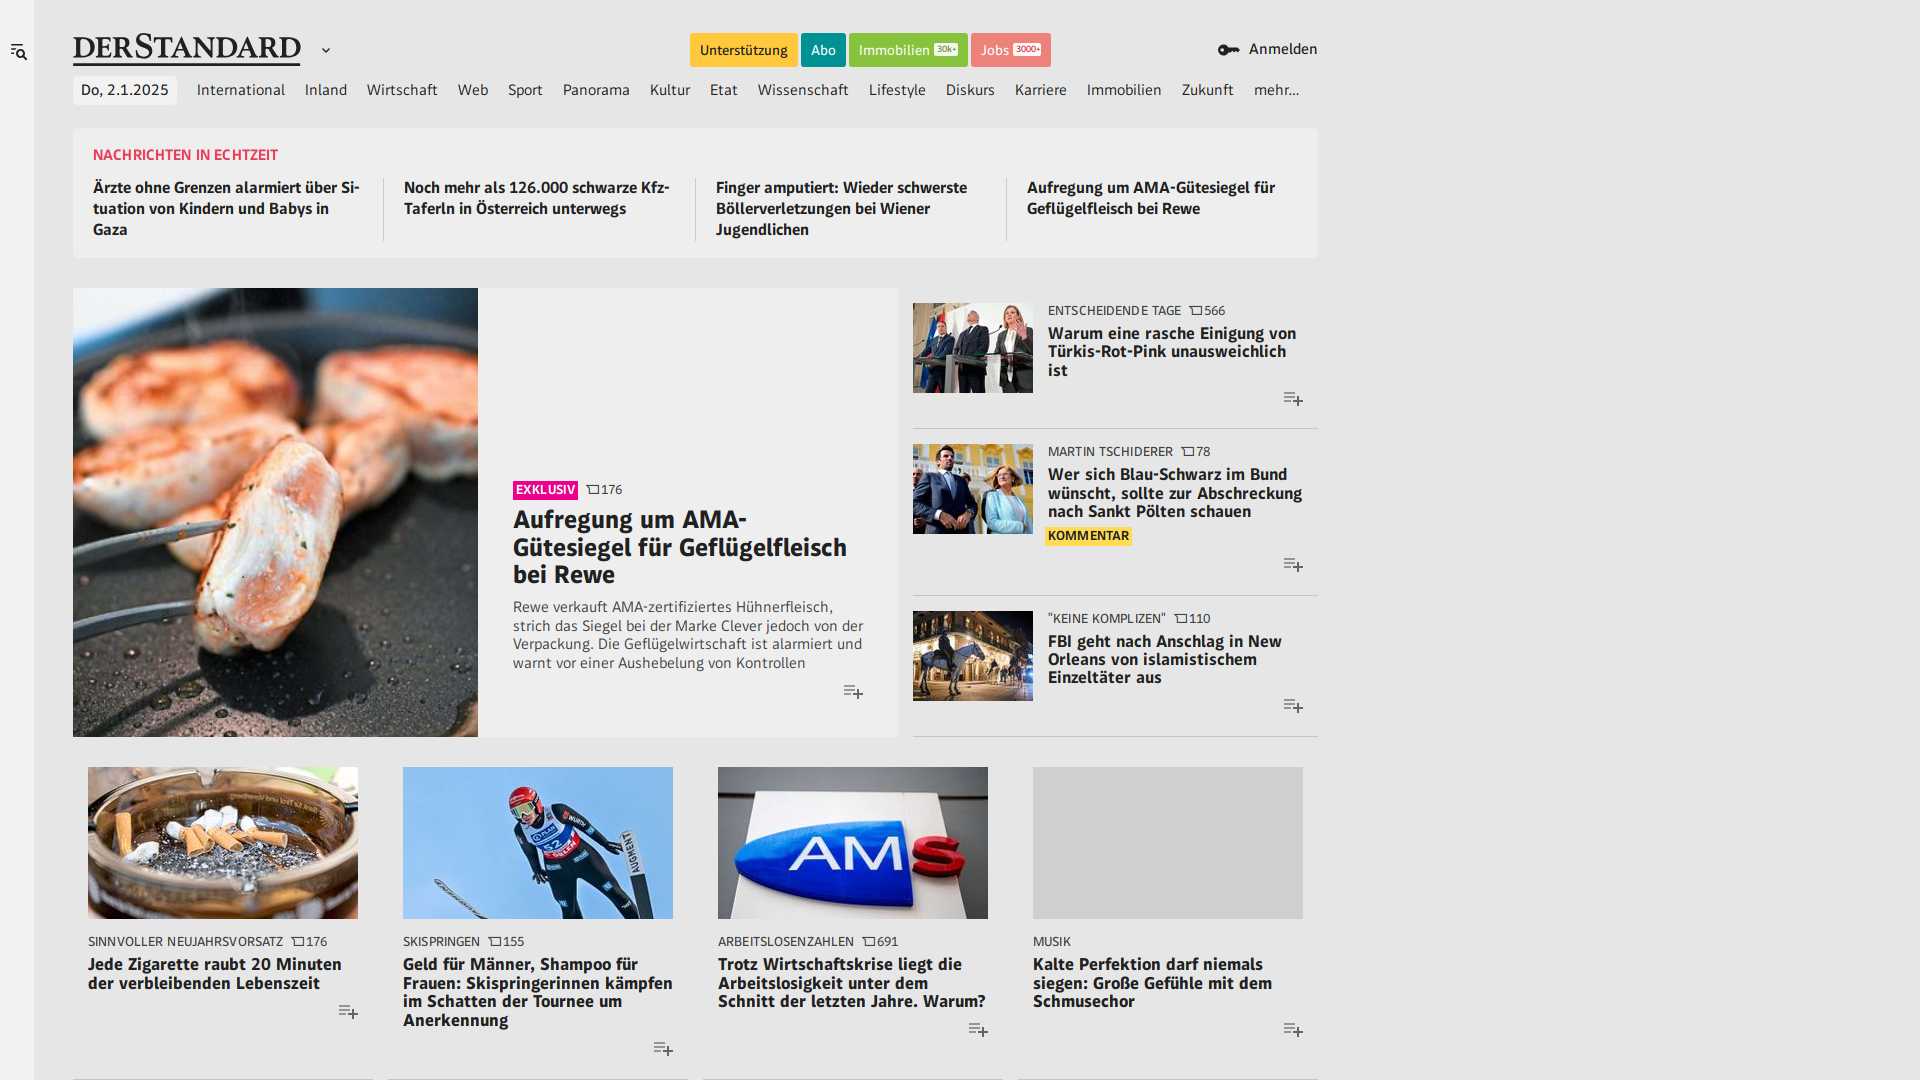 DERSTANDARD
Unterstützung
Abo
Immobilien 30k+
Jobs 3000+
Anmelden
Do, 2.1.2025
International
Inland
Wirtschaft
Web
Sport
Panorama
Kultur
Etat
Wissenschaft
Lifestyle
Diskurs
Karriere
Immobilien
Zukunft
mehr...
NACHRICHTEN IN ECHTZEIT
Ärzte ohne Grenzen alarmiert über Si-
tuation von Kindern und Babys in
Gaza
Noch mehr als 126.000 schwarze Kfz-
Taferln in Österreich unterwegs
Finger amputiert: Wieder schwerste
Böllerverletzungen bei Wiener
Jugendlichen
Aufregung um AMA-Gütesiegel für
Geflügelfleisch bei Rewe
EXKLUSIV 176
Aufregung um AMA-
Gütesiegel für Geflügelfleisch
bei Rewe
Rewe verkauft AMA-zertifiziertes Hühnerfleisch,
strich das Siegel bei der Marke Clever jedoch von der
Verpackung. Die Geflügelwirtschaft ist alarmiert und
warnt vor einer Aushebelung von Kontrollen
ENTSCHEIDENDE TAGE 566
Warum eine rasche Einigung von
Türkis-Rot-Pink unausweichlich
ist
MARTIN TSCHIDERER 78
Wer sich Blau-Schwarz im Bund
wünscht, sollte zur Abschreckung
nach Sankt Pölten schauen
KOMMENTAR
"KEINE KOMPLIZEN" 110
FBI geht nach Anschlag in New
Orleans von islamistischem
Einzeltäter aus
SINNVOLLER NEUJAHRSVORSATZ 176
Jede Zigarette raubt 20 Minuten
der verbleibenden Lebenszeit
WÜRTH
52
AUGMENT
SKISPRINGEN 155
Geld für Männer, Shampoo für
Frauen: Skispringerinnen kämpfen
im Schatten der Tournee um
Anerkennung
AMS
ARBEITSLOSENZAHLEN 691
Trotz Wirtschaftskrise liegt die
Arbeitslosigkeit unter dem
Schnitt der letzten Jahre. Warum?
MUSIK
Kalte Perfektion darf niemals
siegen: Große Gefühle mit dem
Schmusechor